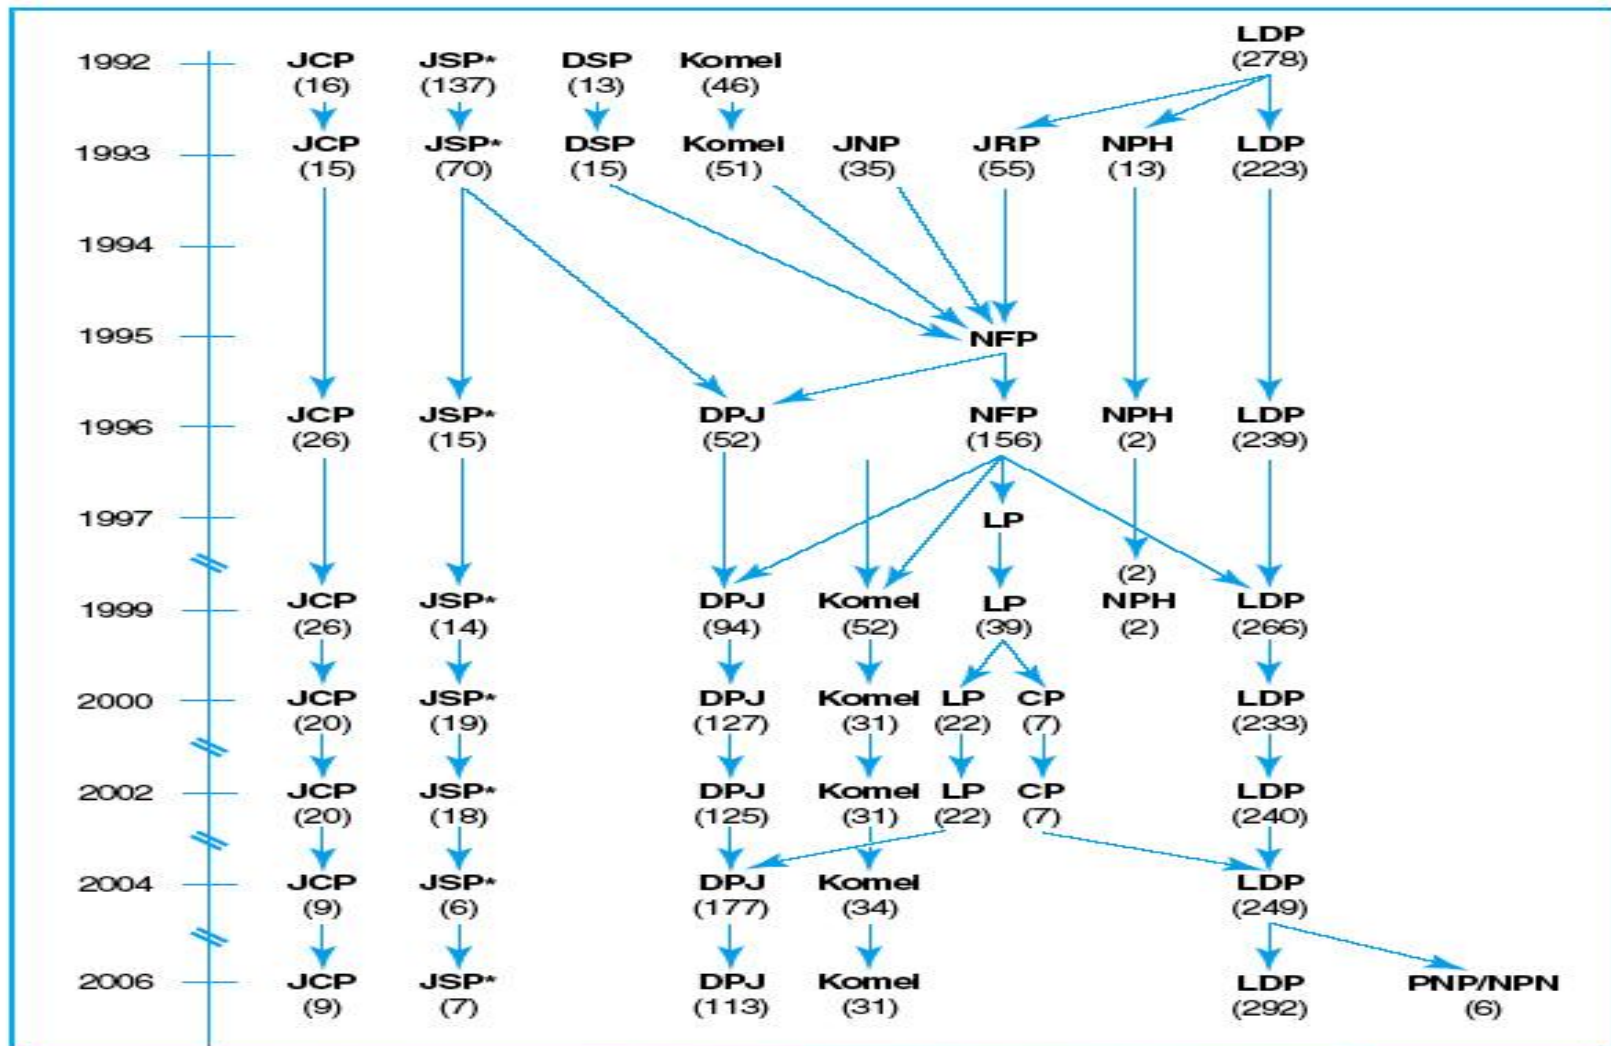 LDP
1992 JCP JSP* DSP Komei (278)
(16) (137) (13) (46)
1993 JCP JSP* DSP Komei JNP JRP NPH LDP
(15) (70) (15) (51) (35) (55) (13) (223)
1994
1995 NFP
1996 JCP JSP* DPJ NFP NPH LDP
(26) (15) (52) (156) (2) (239)
1997 LP
(2)
1999 JCP JSP* DPJ Komei LP NPH LDP
(26) (14) (94) (52) (39) (2) (266)
2000 JCP JSP* DPJ Komei LP CP LDP
(20) (19) (127) (31) (22) (7) (233)
2002 JCP JSP* DPJ Komei LP CP LDP
(20) (18) (125) (31) (22) (7) (240)
2004 JCP JSP* DPJ Komei LDP
(9) (6) (177) (34) (249)
2006 JCP JSP* DPJ Komei LDP PNP/NPN
(9) (7) (113) (31) (292) (6)